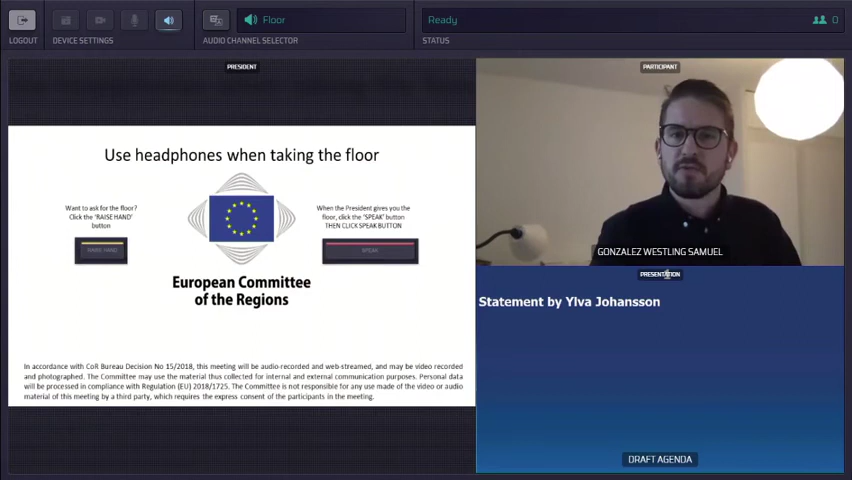 LOGOUT
DEVICE SETTINGS
Floor
AUDIO CHANNEL SELECTOR
Ready
0
STATUS
PRESIDENT
Use headphones when taking the floor
Want to ask for the floor?
Click the 'RAISE HAND'
button
RAISE HAND
When the President gives you the
floor, click the 'SPEAK' button
THEN CLICK SPEAK BUTTON
SPEAK
European Committee
of the Regions
In accordance with CoR Bureau Decision No 15/2018, this meeting will be audio-recorded and web-streamed, and may be video recorded
and photographed. The Committee may use the material thus collected for internal and external communication purposes. Personal data
will be processed in compliance with Regulation (EU) 2018/1725. The Committee is not responsible for any use made of the video or audio
material of this meeting by a third party, which requires the express consent of the participants in the meeting.
PARTICIPANT
GONZALEZ WESTLING SAMUEL
PRESENTATION
Statement by Ylva Johansson
DRAFT AGENDA